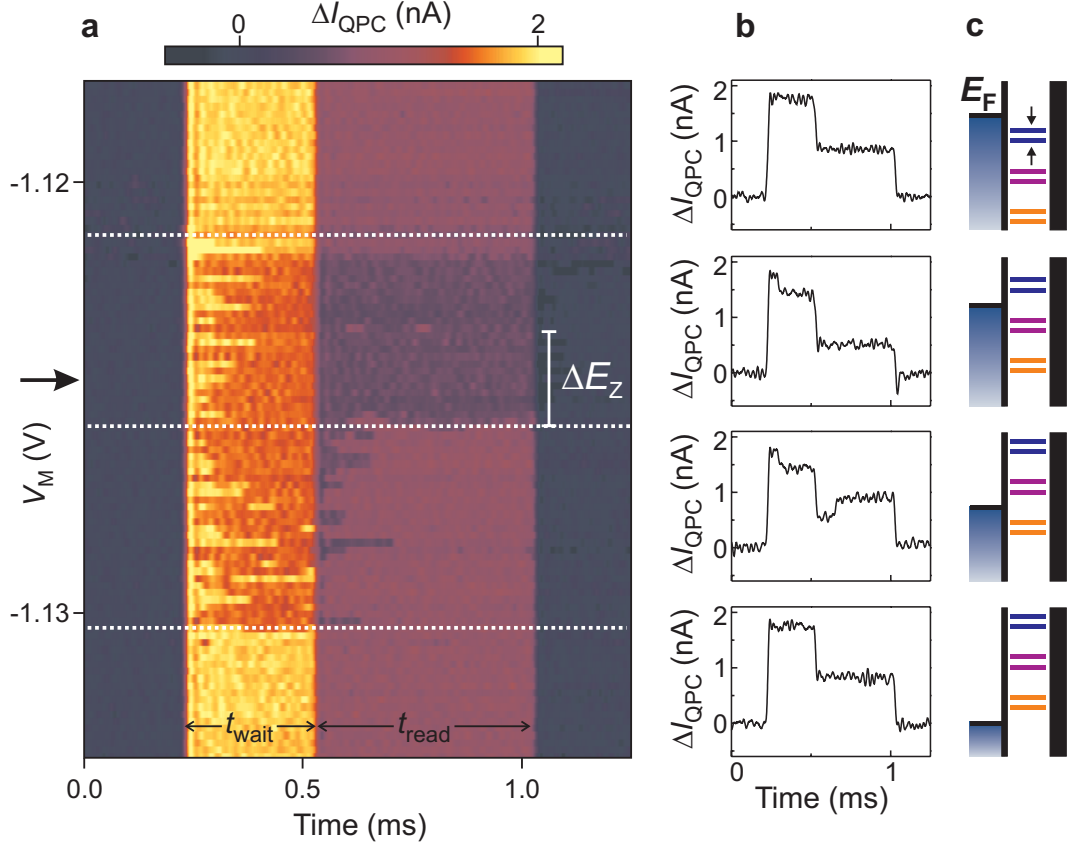 a
ΔI_QPC (nA)
0
2
-1.12
-1.13
V_M (V)
ΔE_Z
t_wait
t_read
0.0
0.5
1.0
Time (ms)
b
2
1
0
ΔI_QPC (nA)
2
1
0
ΔI_QPC (nA)
2
1
0
ΔI_QPC (nA)
2
1
0
ΔI_QPC (nA)
0
1
Time (ms)
c
E_F